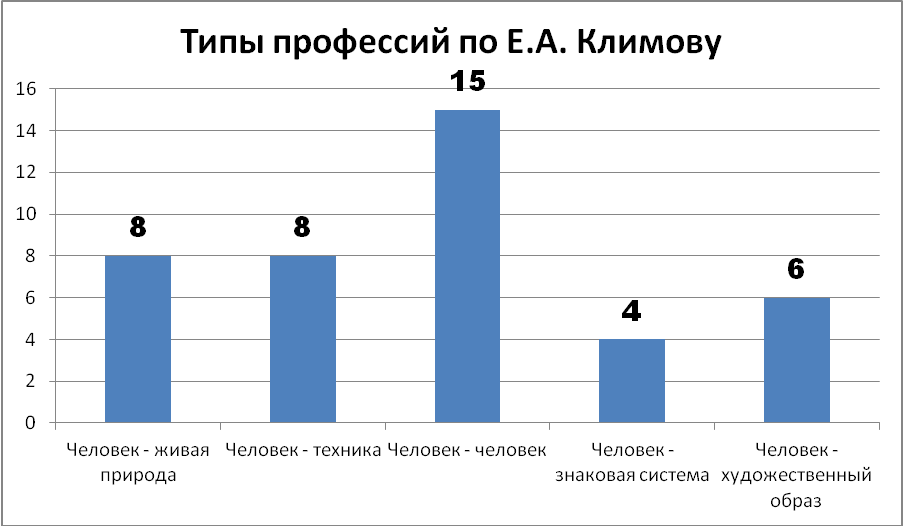 Типы профессий по Е.А. Климову
16
14
12
10
8
6
4
2
0
8
8
15
4
6
Человек - живая
природа
Человек - техника
Человек - человек
Человек -
знаковая система
Человек -
художественный
образ